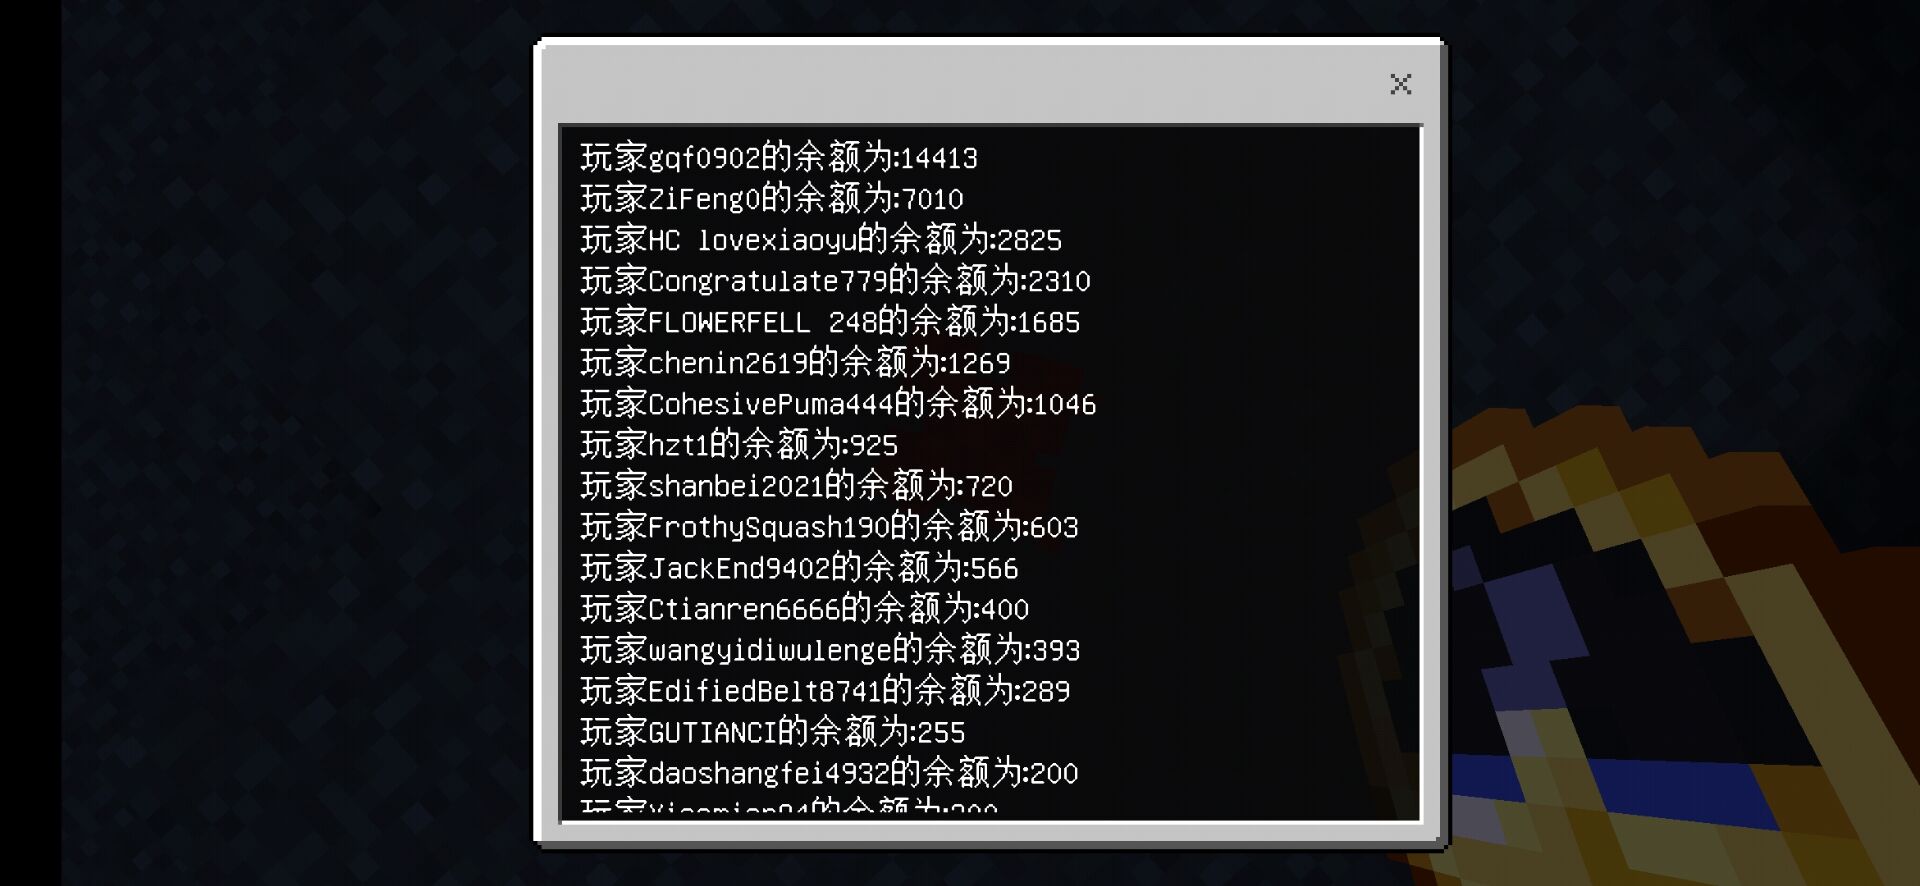 玩家gqf0902的余额为:14413
玩家ZiFeng0的余额为:7010
玩家HC lovexiaoyu的余额为:2825
玩家Congratulate779的余额为:2310
玩家FLOWERFELL 248的余额为:1685
玩家chenin2619的余额为:1269
玩家CohesivePuma444的余额为:1046
玩家hzt1的余额为:925
玩家shanbei2021的余额为:720
玩家FrothySquash190的余额为:603
玩家JackEnd9402的余额为:566
玩家Ctianren6666的余额为:400
玩家wangyidiwulenge的余额为:393
玩家EdifiedBelt8741的余额为:289
玩家GUTIANCI的余额为:255
玩家daoshangfei4932的余额为:200